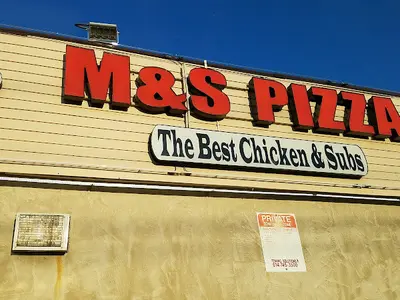 M&S PIZZA
The Best Chicken & Subs
PRIVATE